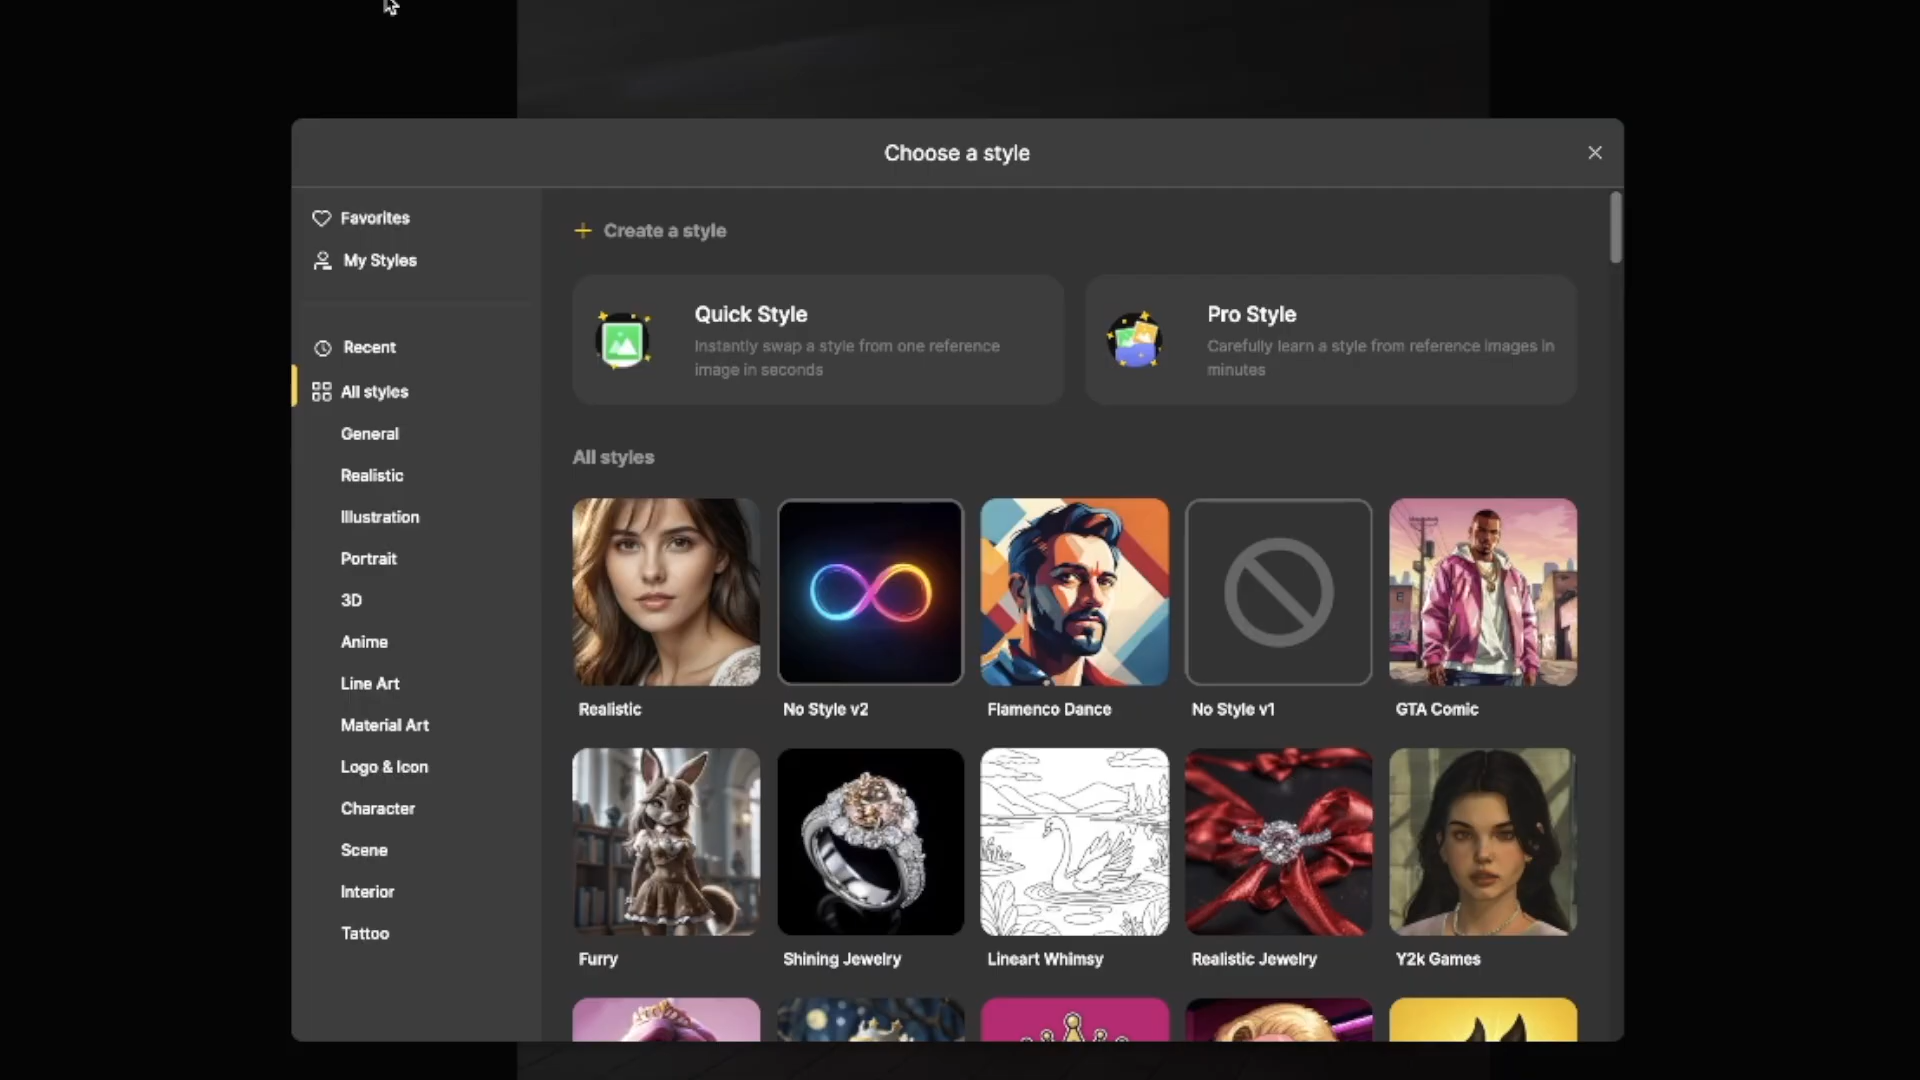 Choose a style
Favorites
My Styles
Recent
All styles
General
Realistic
Illustration
Portrait
3D
Anime
Line Art
Material Art
Logo & Icon
Character
Scene
Interior
Tattoo
Create a style
Quick Style
Instantly swap a style from one reference
image in seconds
Pro Style
Carefully learn a style from reference images in
minutes
All styles
Realistic
No Style v2
Flamenco Dance
No Style v1
GTA Comic
Furry
Shining Jewelry
Lineart Whimsy
Realistic Jewelry
Y2k Games